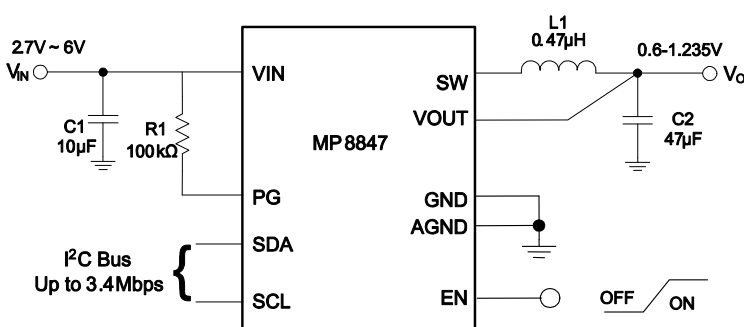 L1
0.47µH
2.7V ~ 6V
0.6-1.235V
VIN
VIN
SW
VO
C1
10µF
R1
100kΩ
VOUT
C2
47µF
MP8847
PG
GND
AGND
SDA
I²C Bus
Up to 3.4Mbps
SCL
EN
OFF
ON